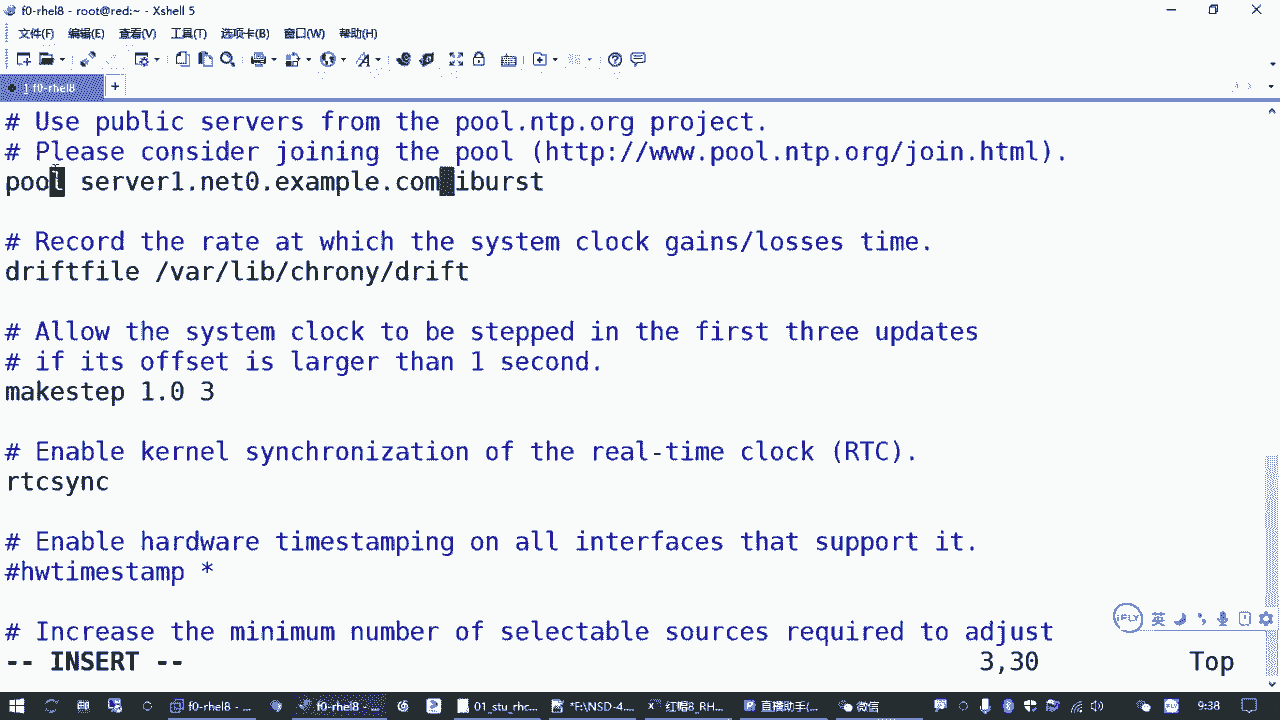 f0-rhel8 - root@red:~ - Xshell 5
文件(F) 编辑(E) 查看(V) 工具(T) 选项卡(B) 窗口(W) 帮助(H)
1 f0-rhel8 +
# Use public servers from the pool.ntp.org project.
# Please consider joining the pool (http://www.pool.ntp.org/join.html).
pool server1.net0.example.com iburst
# Record the rate at which the system clock gains/losses time.
driftfile /var/lib/chrony/drift
# Allow the system clock to be stepped in the first three updates
# if its offset is larger than 1 second.
makestep 1.0 3
# Enable kernel synchronization of the real-time clock (RTC).
rtcsync
# Enable hardware timestamping on all interfaces that support it.
#hwtimestamp *
iFLY 英
# Increase the minimum number of selectable sources required to adjust
-- INSERT -- 3,30 Top
f0-rhel8 - ... f0-rhel8 - ... 01_stu_rhc... *F:\NSD-4... 红帽8_RH... 直播助手(... 微信 9:38